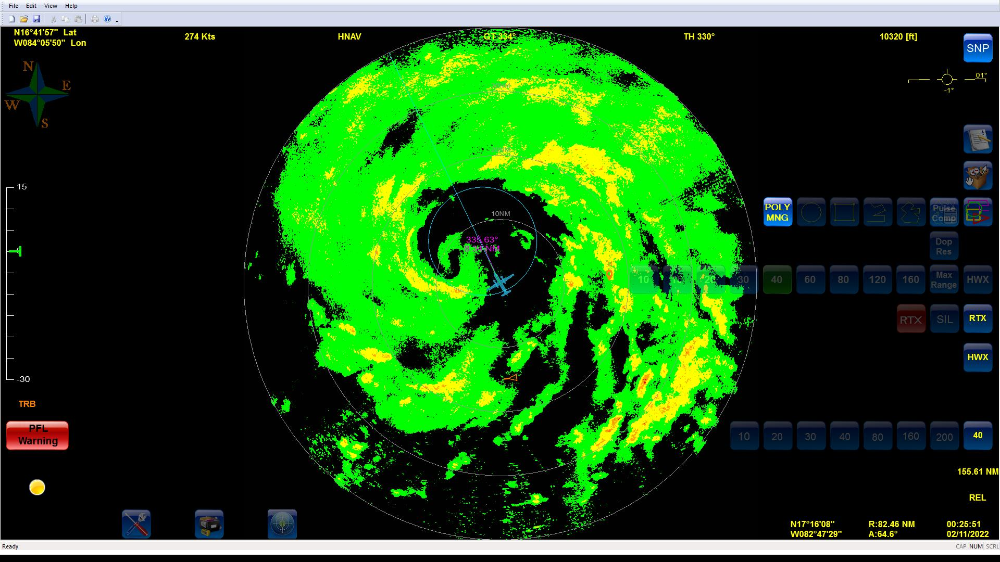 File Edit View Help
N16°41'57" Lat
W084°05'50" Lon
274 Kts
HNAV
GT 334°
TH 330°
10320 [ft]
SNP
N
E
W
S
01°
-1°
15
-30
10NM
335.63°
POLY
MNG
Pulse
Comp
Dop
Res
10 20 30 40 60 80 120 160
Max
Range
HWX
RTX SIL RTX
HWX
TRB
PFL
Warning
10 20 30 40 80 160 200 40
155.61 NM
REL
N17°16'08" R:82.46 NM 00:25:51
W082°47'29" A:64.6° 02/11/2022
Ready
CAP NUM SCRL